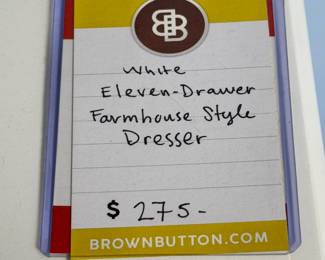 BB
White
Eleven-Drawer
Farmhouse Style
Dresser
$ 275-
BROWNBUTTON.COM